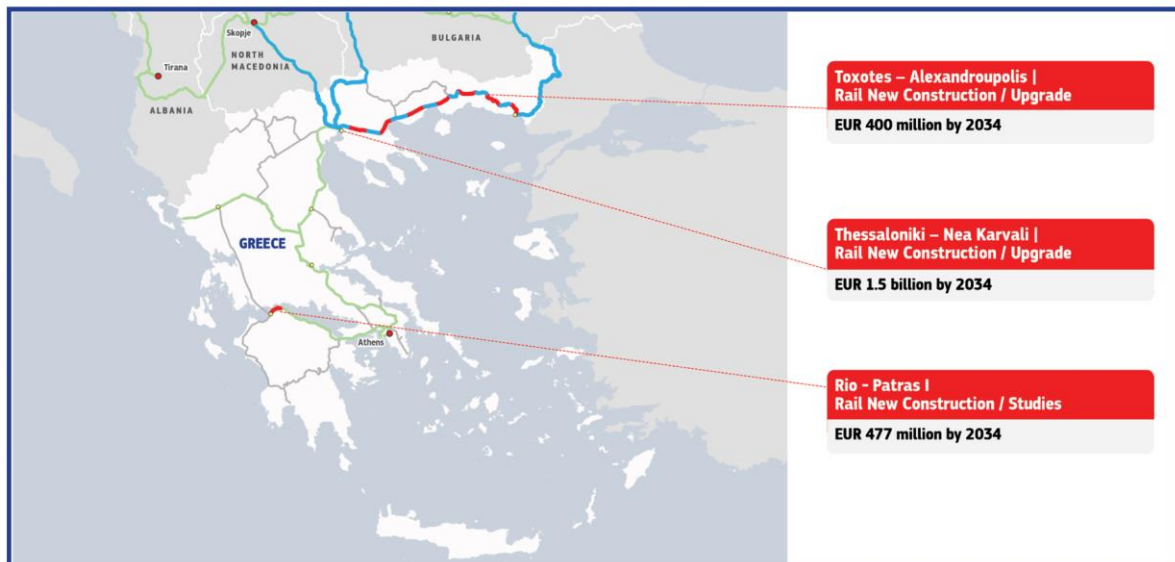 Skopje
NORTH
MACEDONIA
BULGARIA
Tirana
ALBANIA
GREECE
Athens
Toxotes – Alexandroupolis |
Rail New Construction / Upgrade
EUR 400 million by 2034
Thessaloniki – Nea Karvali |
Rail New Construction / Upgrade
EUR 1.5 billion by 2034
Rio - Patras I
Rail New Construction / Studies
EUR 477 million by 2034